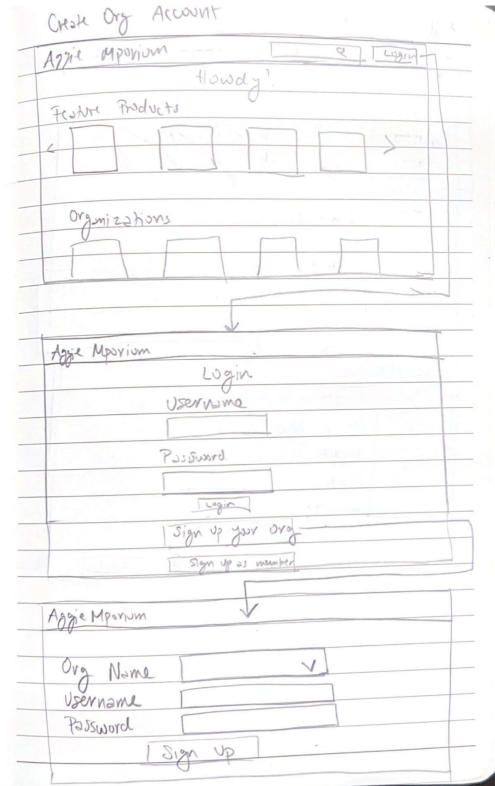 Create Org Account
Aggie Mporium Login
Howdy!
Feature Products
Organizations
Aggie Mporium
Login
Username
Password
Login
Sign up your org
Sign up as member
Aggie Mporium
Org Name
Username
Password
Sign up